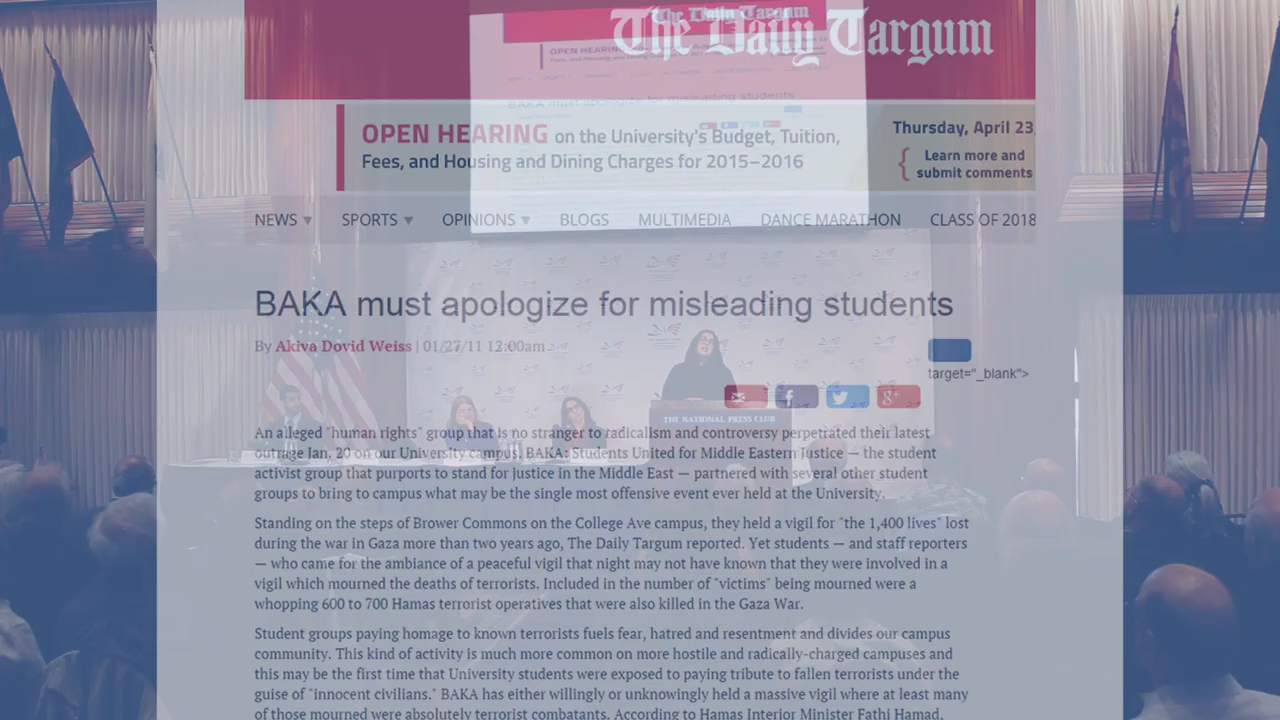 The Daily Targum
The Daily Targum
OPEN HEARING on the University's Budget, Tuition,
Fees, and Housing and Dining Charges for 2015–2016
Thursday, April 23,
Learn more and
submit comments
NEWS ▼ SPORTS ▼ OPINIONS ▼ BLOGS MULTIMEDIA DANCE MARATHON CLASS OF 2018
BAKA must apologize for misleading students
BAKA must apologize for misleading students
By Akiva Dovid Weiss | 01/27/11 12:00am
target="_blank">
THE NATIONAL PRESS CLUB
An alleged "human rights" group that is no stranger to radicalism and controversy perpetrated their latest
outrage Jan. 20 on our University campus. BAKA: Students United for Middle Eastern Justice — the student
activist group that purports to stand for justice in the Middle East — partnered with several other student
groups to bring to campus what may be the single most offensive event ever held at the University.
Standing on the steps of Brower Commons on the College Ave campus, they held a vigil for "the 1,400 lives" lost
during the war in Gaza more than two years ago, The Daily Targum reported. Yet students — and staff reporters
— who came for the ambiance of a peaceful vigil that night may not have known that they were involved in a
vigil which mourned the deaths of terrorists. Included in the number of "victims" being mourned were a
whopping 600 to 700 Hamas terrorist operatives that were also killed in the Gaza War.
Student groups paying homage to known terrorists fuels fear, hatred and resentment and divides our campus
community. This kind of activity is much more common on more hostile and radically-charged campuses and
this may be the first time that University students were exposed to paying tribute to fallen terrorists under the
guise of "innocent civilians." BAKA has either willingly or unknowingly held a massive vigil where at least many
of those mourned were absolutely terrorist combatants. According to Hamas Interior Minister Fathi Hamad,